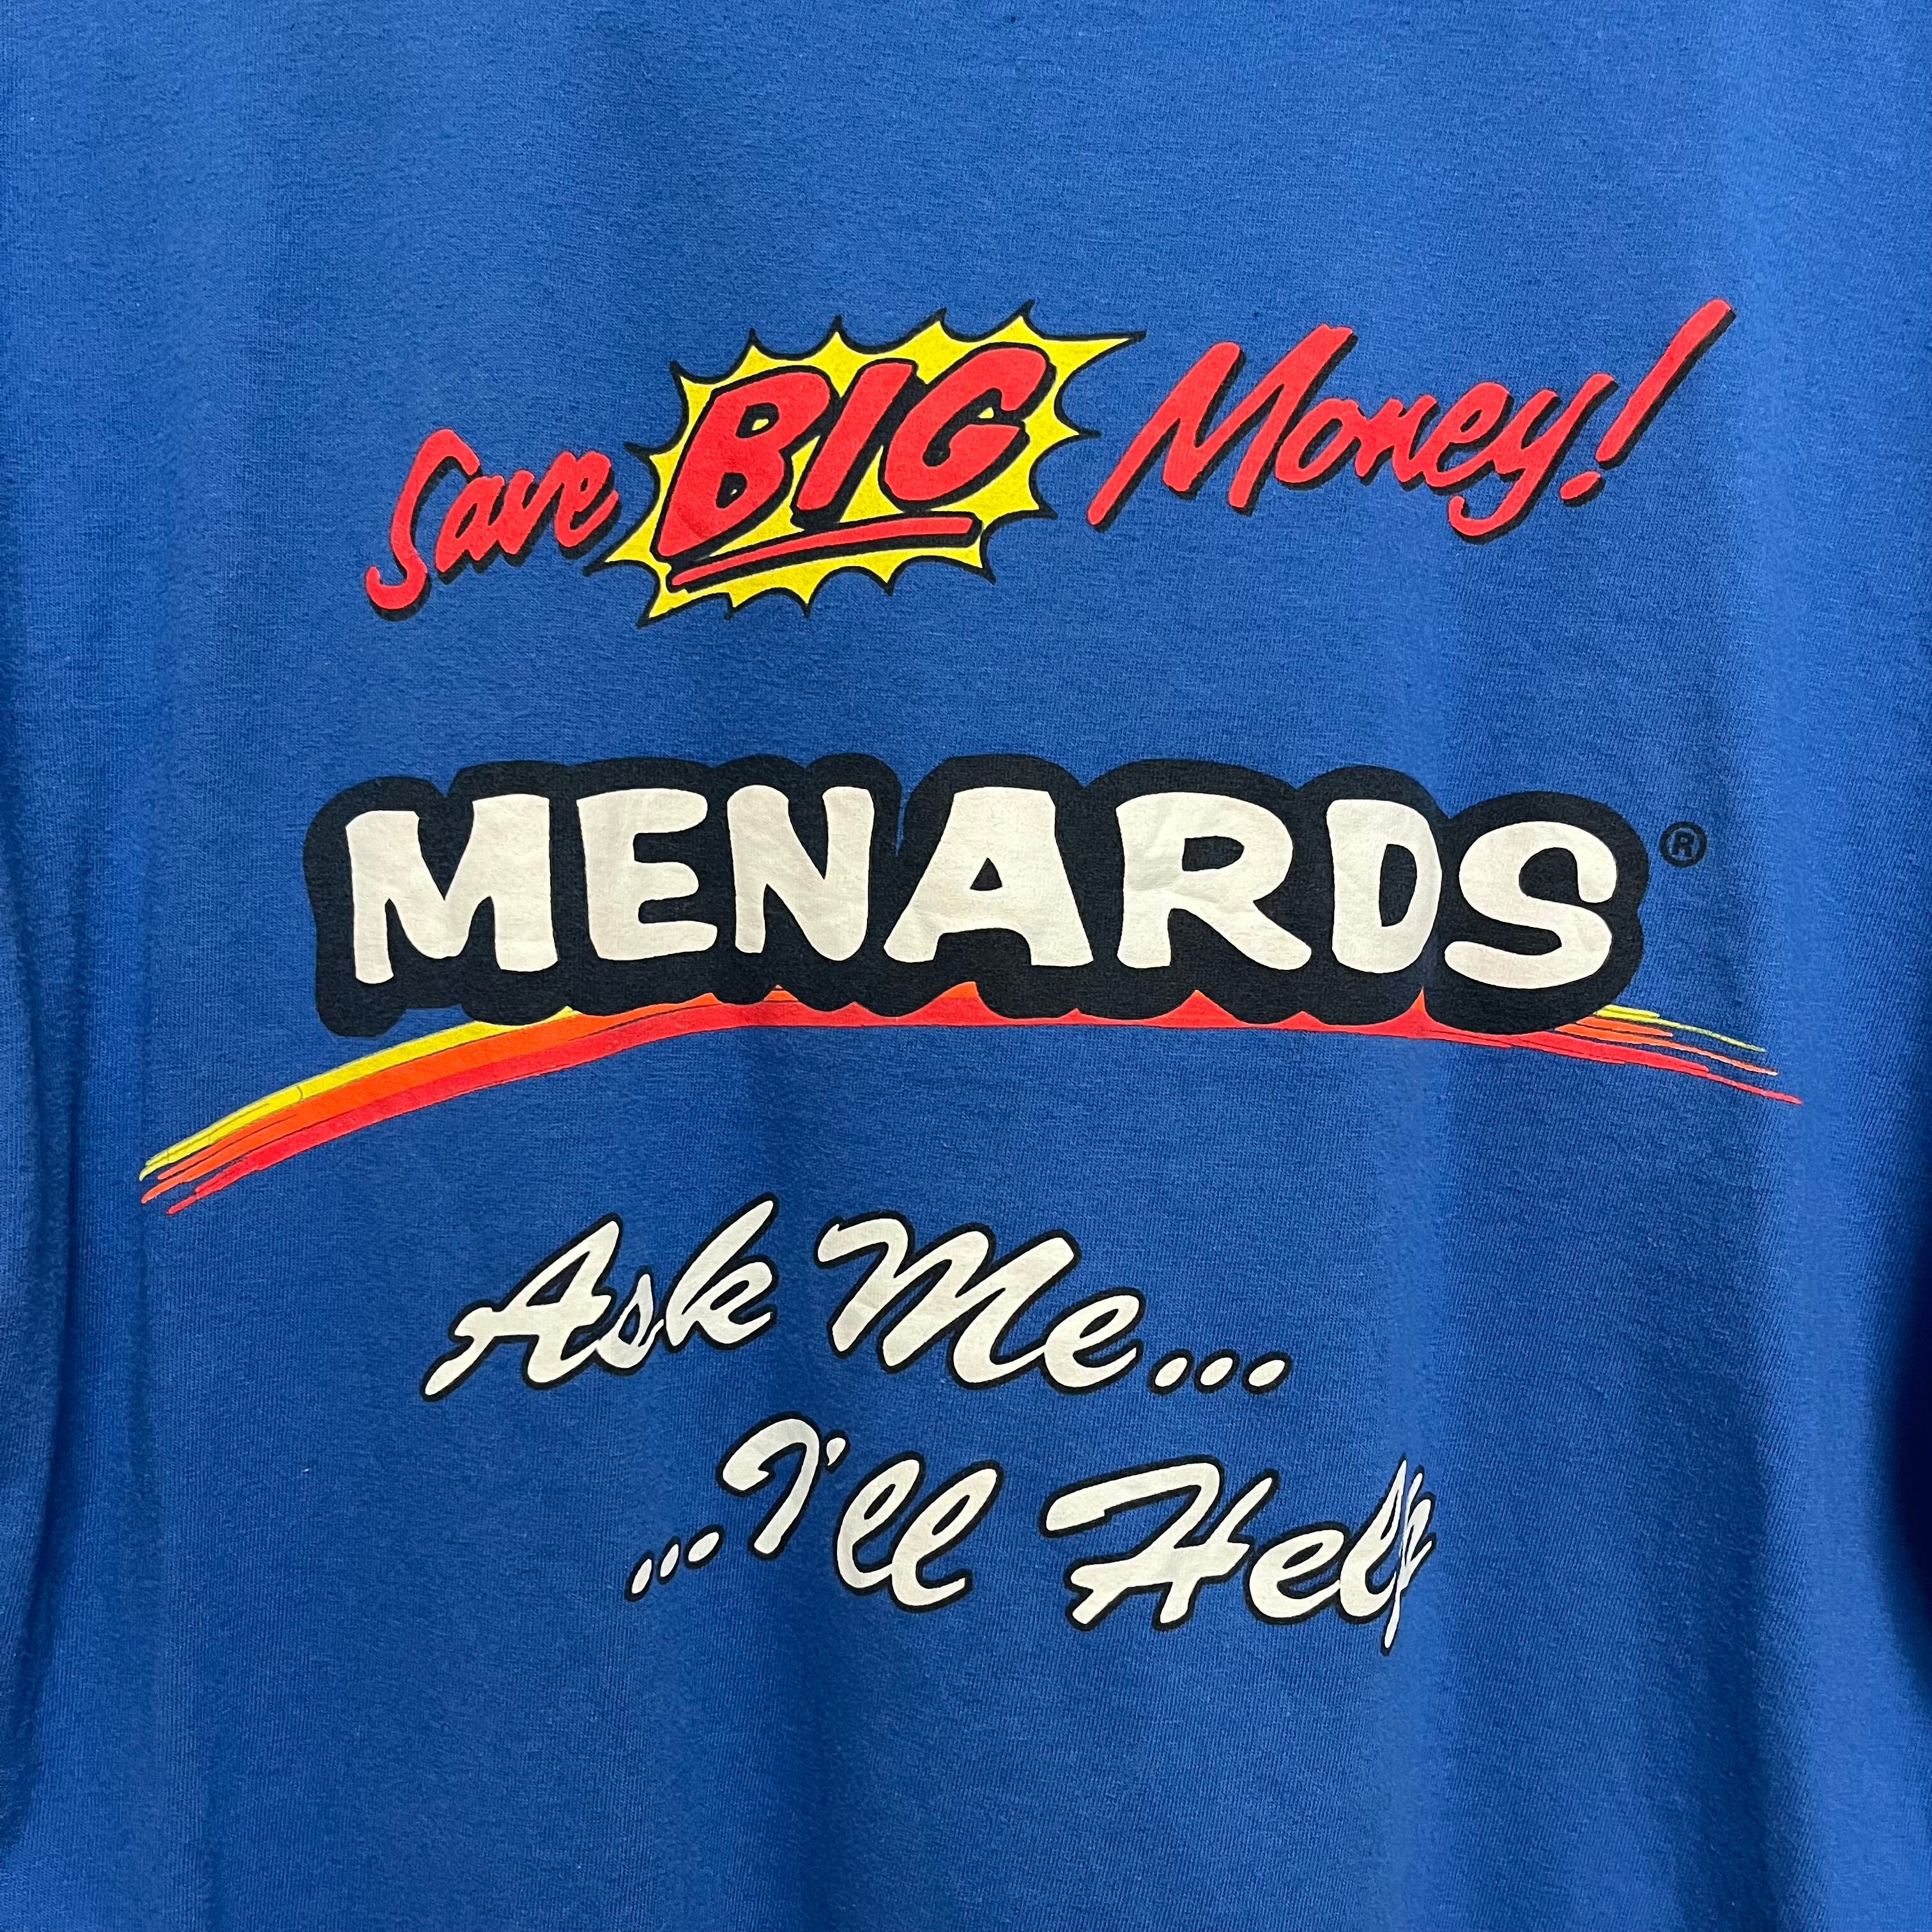 Save BIG Money!
MENARDS®
Ask Me...
...I'll Help